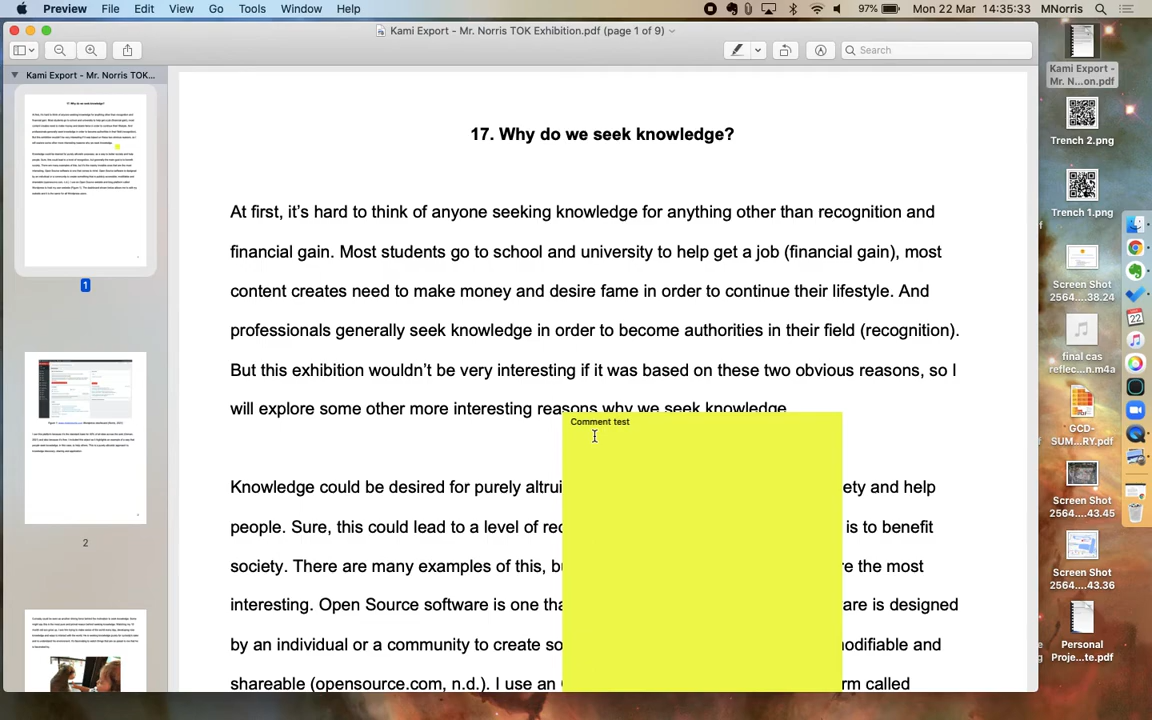 Preview File Edit View Go Tools Window Help 97% Mon 22 Mar 14:35:33 MNorris
Kami Export - Mr. Norris TOK Exhibition.pdf (page 1 of 9)
Search
Kami Export - Mr. Norris TOK...
17. Why do we seek knowledge?
At first, it's hard to think of anyone seeking knowledge for anything other than recognition and
financial gain. Most students go to school and university to help get a job (financial gain), most
content creates need to make money and desire fame in order to continue their lifestyle. And
professionals generally seek knowledge in order to become authorities in their field (recognition).
But this exhibition wouldn't be very interesting if it was based on these two obvious reasons, so I
will explore some other more interesting reasons why we seek knowledge
Comment test
Knowledge could be desired for purely altrui ety and help
people. Sure, this could lead to a level of rec is to benefit
society. There are many examples of this, bu re the most
interesting. Open Source software is one tha are is designed
by an individual or a community to create so nodifiable and
shareable (opensource.com, n.d.). I use an rm called
1
2
Kami Export -
Mr. N...on.pdf
Trench 2.png
Trench 1.png
Screen Shot
2564....38.24
final cas
reflec...n.m4a
GCD-
SUM...RY.pdf
Screen Shot
2564....43.45
Screen Shot
2564....43.36
Personal
Proje...te.pdf
22